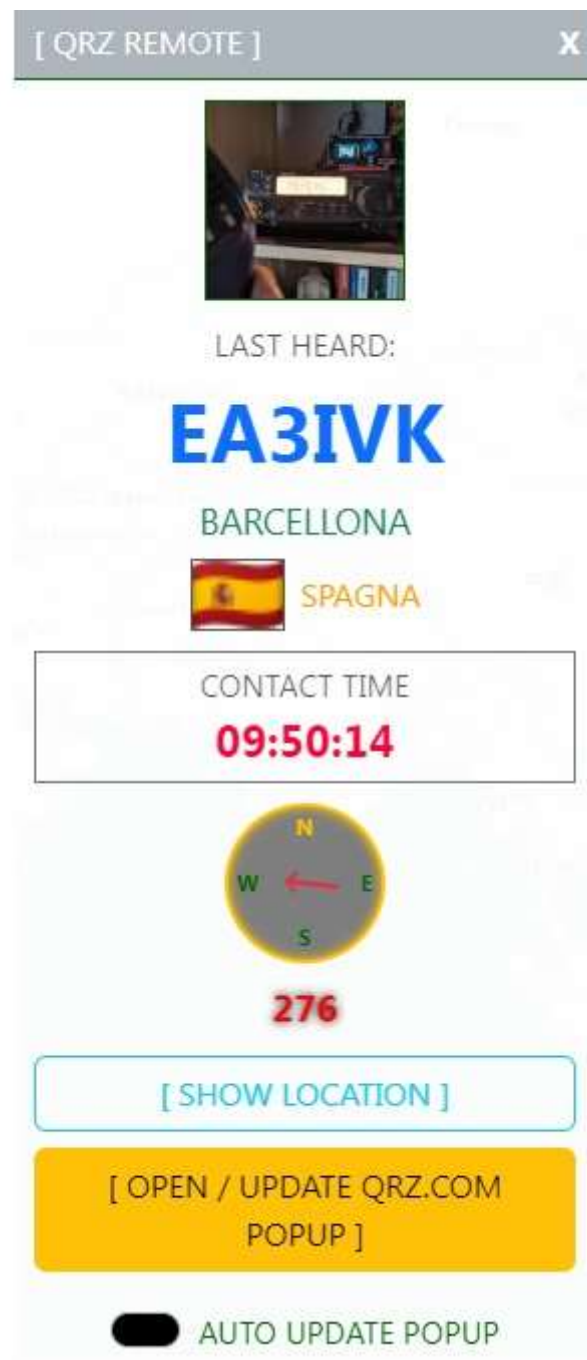 [ QRZ REMOTE ] X
LAST HEARD:
EA3IVK
BARCELLONA
SPAGNA
CONTACT TIME
09:50:14
N
W E
S
276
[ SHOW LOCATION ]
[ OPEN / UPDATE QRZ.COM
POPUP ]
AUTO UPDATE POPUP